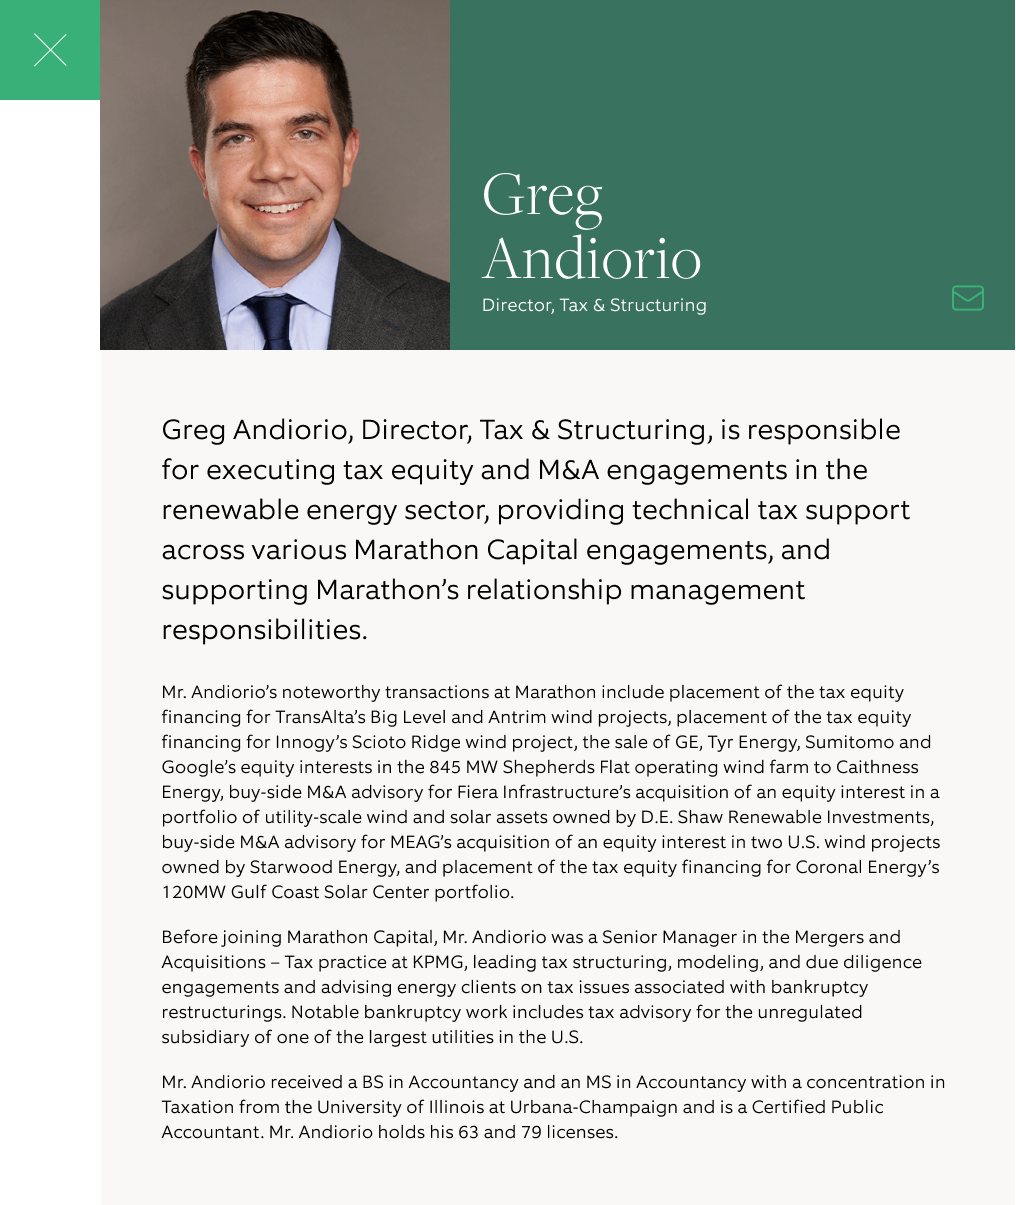 Greg
Andiorio
Director, Tax & Structuring
Greg Andiorio, Director, Tax & Structuring, is responsible
for executing tax equity and M&A engagements in the
renewable energy sector, providing technical tax support
across various Marathon Capital engagements, and
supporting Marathon’s relationship management
responsibilities.
Mr. Andiorio’s noteworthy transactions at Marathon include placement of the tax equity
financing for TransAlta’s Big Level and Antrim wind projects, placement of the tax equity
financing for Innogy’s Scioto Ridge wind project, the sale of GE, Tyr Energy, Sumitomo and
Google’s equity interests in the 845 MW Shepherds Flat operating wind farm to Caithness
Energy, buy-side M&A advisory for Fiera Infrastructure’s acquisition of an equity interest in a
portfolio of utility-scale wind and solar assets owned by D.E. Shaw Renewable Investments,
buy-side M&A advisory for MEAG’s acquisition of an equity interest in two U.S. wind projects
owned by Starwood Energy, and placement of the tax equity financing for Coronal Energy’s
120MW Gulf Coast Solar Center portfolio.
Before joining Marathon Capital, Mr. Andiorio was a Senior Manager in the Mergers and
Acquisitions – Tax practice at KPMG, leading tax structuring, modeling, and due diligence
engagements and advising energy clients on tax issues associated with bankruptcy
restructurings. Notable bankruptcy work includes tax advisory for the unregulated
subsidiary of one of the largest utilities in the U.S.
Mr. Andiorio received a BS in Accountancy and an MS in Accountancy with a concentration in
Taxation from the University of Illinois at Urbana-Champaign and is a Certified Public
Accountant. Mr. Andiorio holds his 63 and 79 licenses.